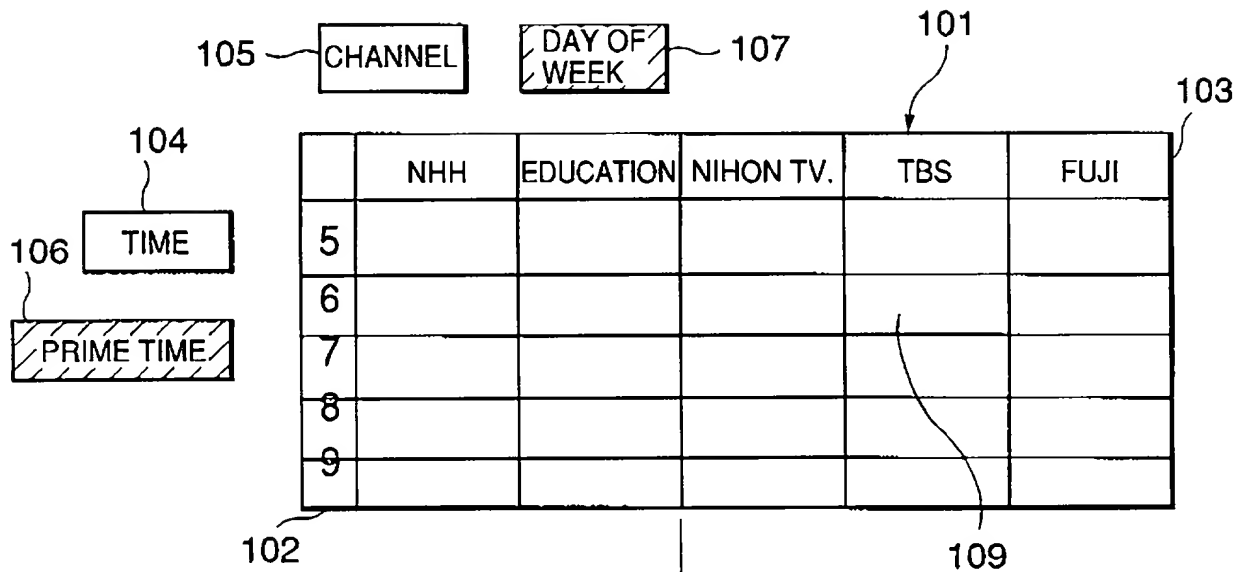 105 CHANNEL DAY OF WEEK 107
101
103
104
NHH EDUCATION NIHON TV. TBS FUJI
TIME
5
106
6
PRIME TIME
7
8
9
102
109